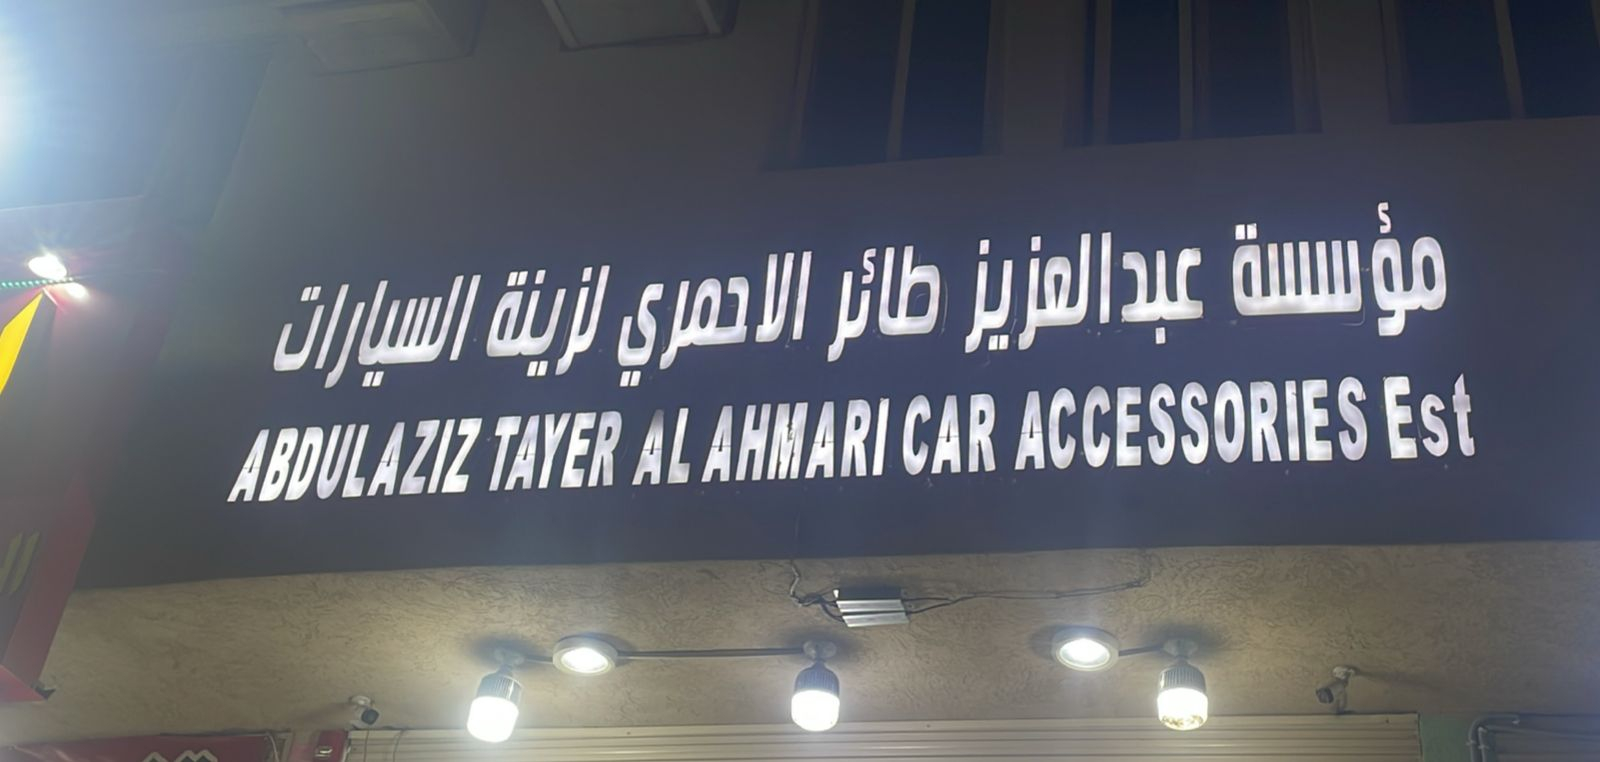 مؤسسة عبدالعزيز طائر الاحمري لزينة السيارات
ABDULAZIZ TAYER AL AHMARI CAR ACCESSORIES Est